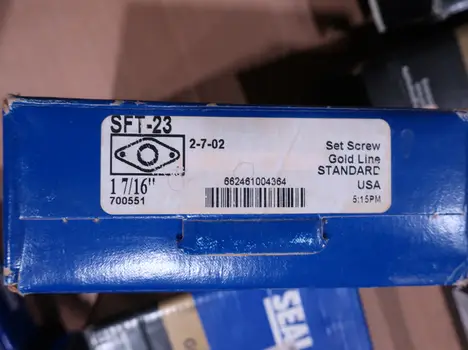 SFT-23
2-7-02
1 7/16"
700551
662461004364
Set Screw
Gold Line
STANDARD
USA
5:15PM
SEAL